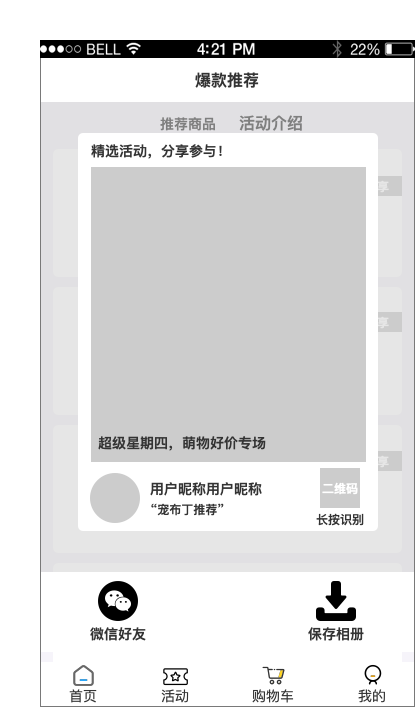 BELL 4:21 PM 22%
爆款推荐
推荐商品 活动介绍
精选活动，分享参与！
享
享
享
超级星期四，萌物好价专场
用户昵称用户昵称
“宠布丁推荐”
二维码
长按识别
微信好友 保存相册
首页 活动 购物车 我的